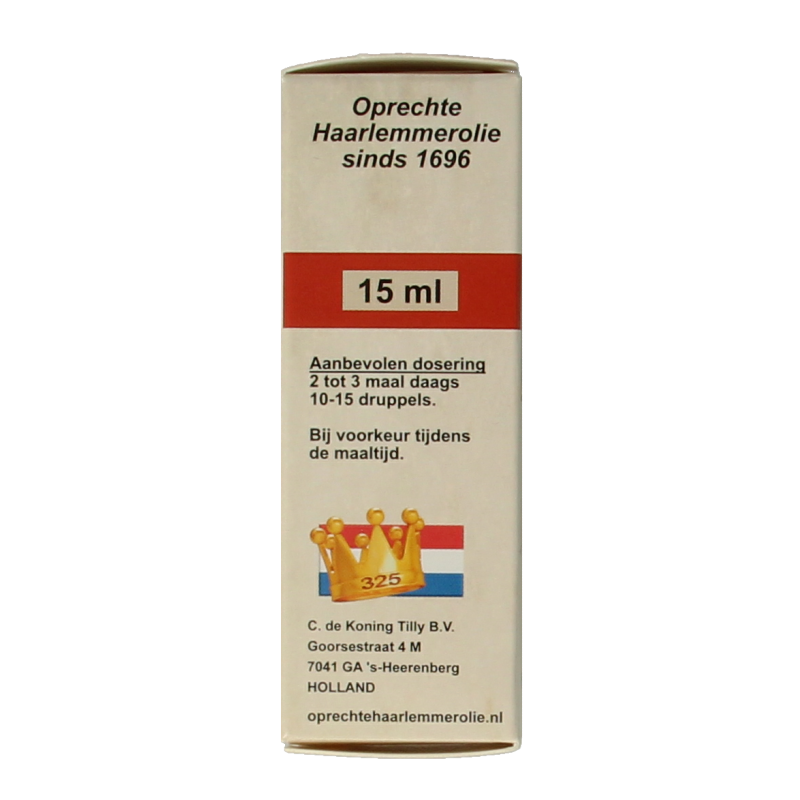 Oprechte
Haarlemmerolie
sinds 1696
15 ml
Aanbevolen dosering
2 tot 3 maal daags
10-15 druppels.
Bij voorkeur tijdens
de maaltijd.
325
C. de Koning Tilly B.V.
Goorsestraat 4 M
7041 GA 's-Heerenberg
HOLLAND
oprechtehaarlemmerolie.nl